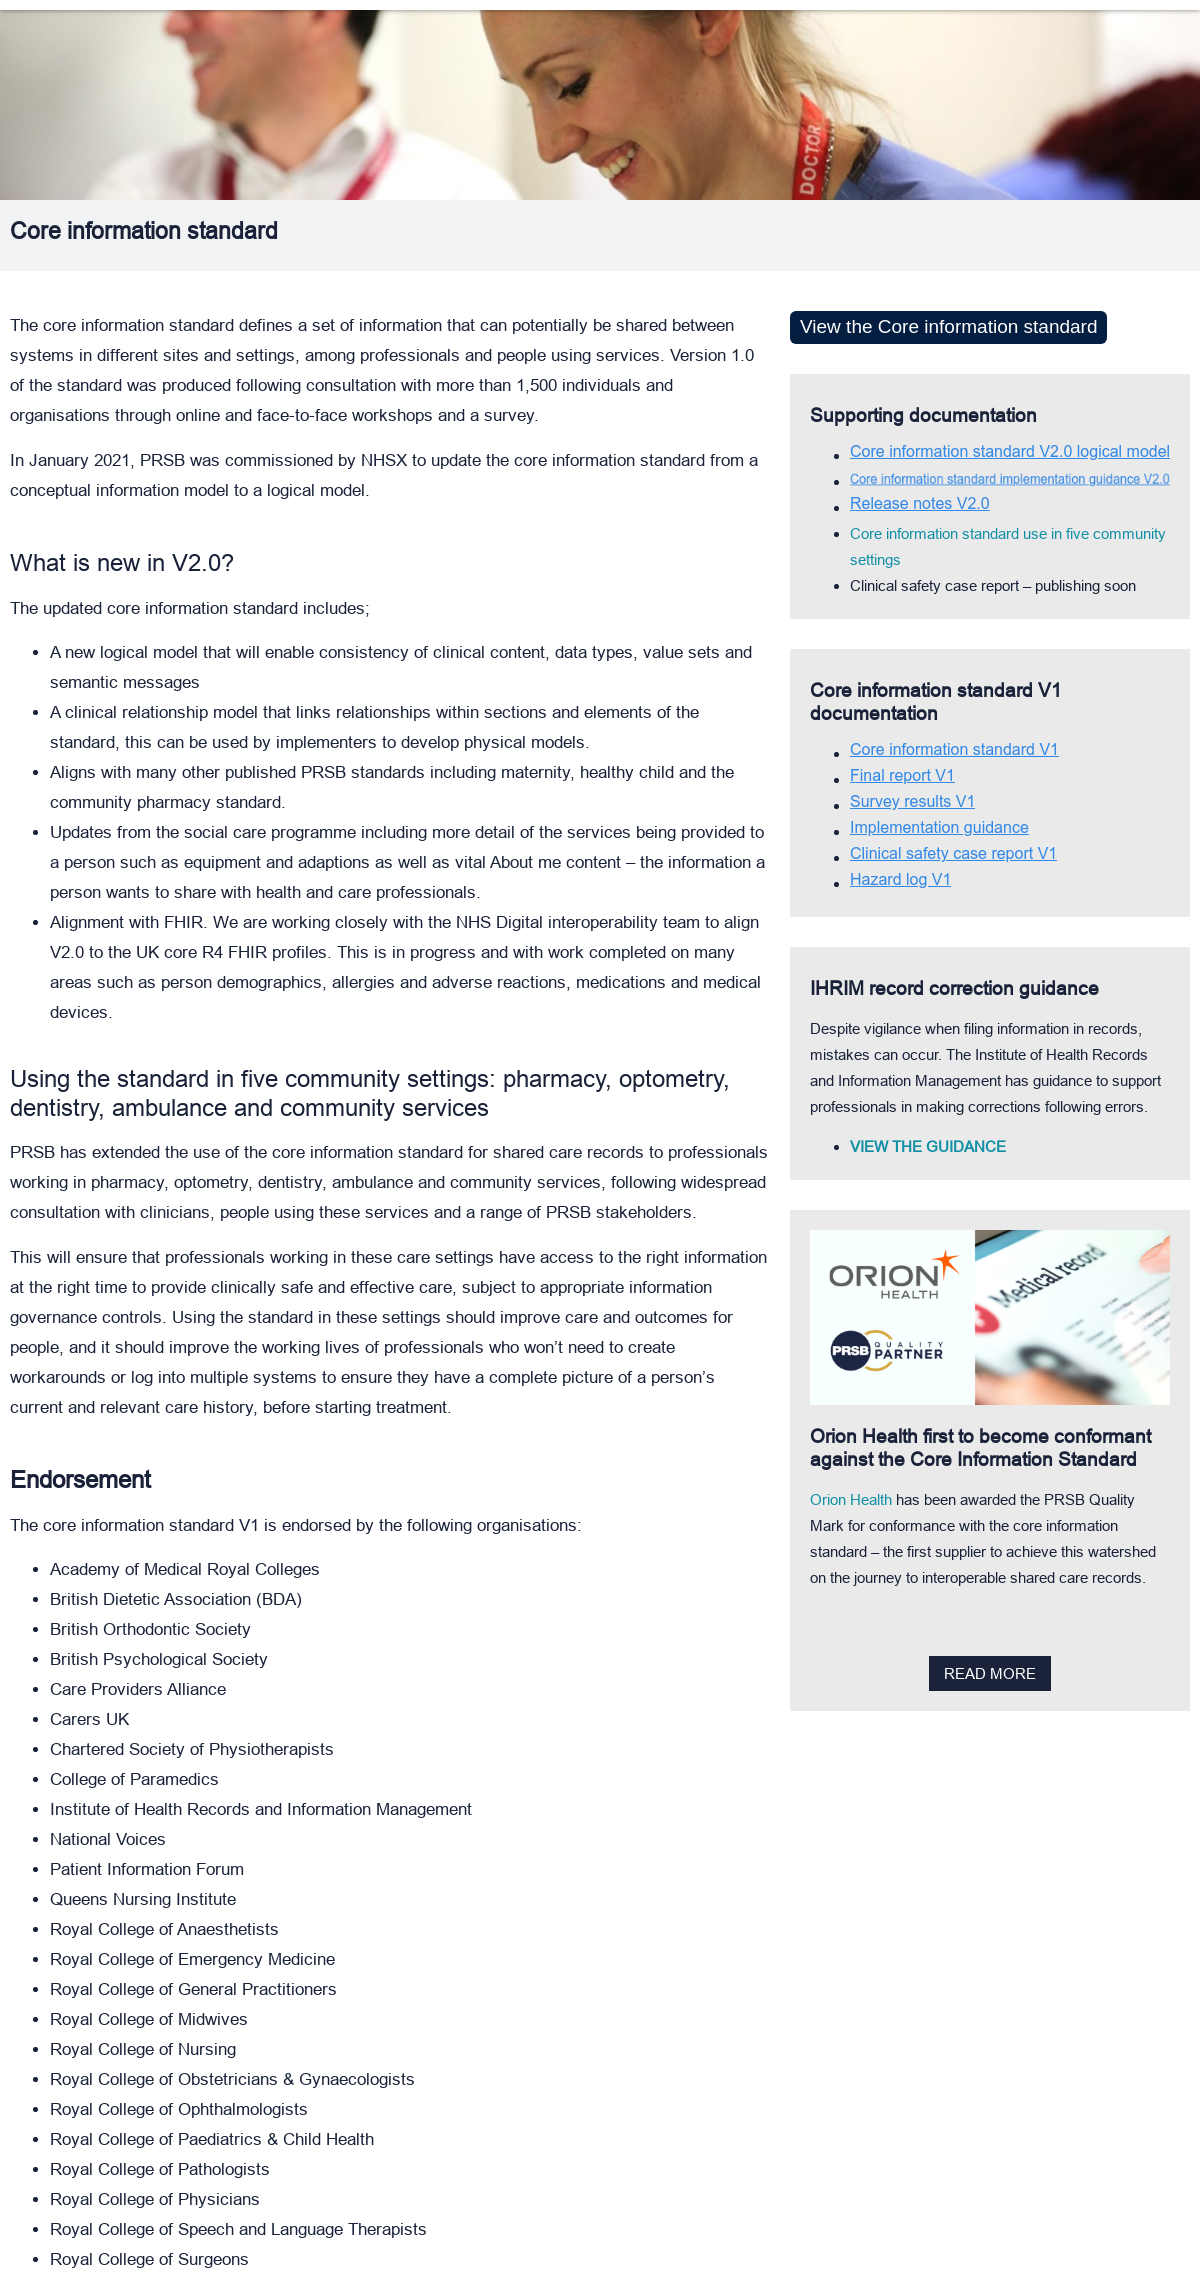 DOCTOR
Core information standard
The core information standard defines a set of information that can potentially be shared between
systems in different sites and settings, among professionals and people using services. Version 1.0
of the standard was produced following consultation with more than 1,500 individuals and
organisations through online and face-to-face workshops and a survey.
In January 2021, PRSB was commissioned by NHSX to update the core information standard from a
conceptual information model to a logical model.
What is new in V2.0?
The updated core information standard includes;
• A new logical model that will enable consistency of clinical content, data types, value sets and
semantic messages
• A clinical relationship model that links relationships within sections and elements of the
standard, this can be used by implementers to develop physical models.
• Aligns with many other published PRSB standards including maternity, healthy child and the
community pharmacy standard.
• Updates from the social care programme including more detail of the services being provided to
a person such as equipment and adaptions as well as vital About me content – the information a
person wants to share with health and care professionals.
• Alignment with FHIR. We are working closely with the NHS Digital interoperability team to align
V2.0 to the UK core R4 FHIR profiles. This is in progress and with work completed on many
areas such as person demographics, allergies and adverse reactions, medications and medical
devices.
Using the standard in five community settings: pharmacy, optometry,
dentistry, ambulance and community services
PRSB has extended the use of the core information standard for shared care records to professionals
working in pharmacy, optometry, dentistry, ambulance and community services, following widespread
consultation with clinicians, people using these services and a range of PRSB stakeholders.
This will ensure that professionals working in these care settings have access to the right information
at the right time to provide clinically safe and effective care, subject to appropriate information
governance controls. Using the standard in these settings should improve care and outcomes for
people, and it should improve the working lives of professionals who won’t need to create
workarounds or log into multiple systems to ensure they have a complete picture of a person’s
current and relevant care history, before starting treatment.
Endorsement
The core information standard V1 is endorsed by the following organisations:
• Academy of Medical Royal Colleges
• British Dietetic Association (BDA)
• British Orthodontic Society
• British Psychological Society
• Care Providers Alliance
• Carers UK
• Chartered Society of Physiotherapists
• College of Paramedics
• Institute of Health Records and Information Management
• National Voices
• Patient Information Forum
• Queens Nursing Institute
• Royal College of Anaesthetists
• Royal College of Emergency Medicine
• Royal College of General Practitioners
• Royal College of Midwives
• Royal College of Nursing
• Royal College of Obstetricians & Gynaecologists
• Royal College of Ophthalmologists
• Royal College of Paediatrics & Child Health
• Royal College of Pathologists
• Royal College of Physicians
• Royal College of Speech and Language Therapists
• Royal College of Surgeons
View the Core information standard
Supporting documentation
• Core information standard V2.0 logical model
• Core information standard implementation guidance V2.0
• Release notes V2.0
• Core information standard use in five community
settings
• Clinical safety case report – publishing soon
Core information standard V1
documentation
• Core information standard V1
• Final report V1
• Survey results V1
• Implementation guidance
• Clinical safety case report V1
• Hazard log V1
IHRIM record correction guidance
Despite vigilance when filing information in records,
mistakes can occur. The Institute of Health Records
and Information Management has guidance to support
professionals in making corrections following errors.
• VIEW THE GUIDANCE
ORION
HEALTH
PRSB QUALITY
PARTNER
Medical record
Orion Health first to become conformant
against the Core Information Standard
Orion Health has been awarded the PRSB Quality
Mark for conformance with the core information
standard – the first supplier to achieve this watershed
on the journey to interoperable shared care records.
READ MORE